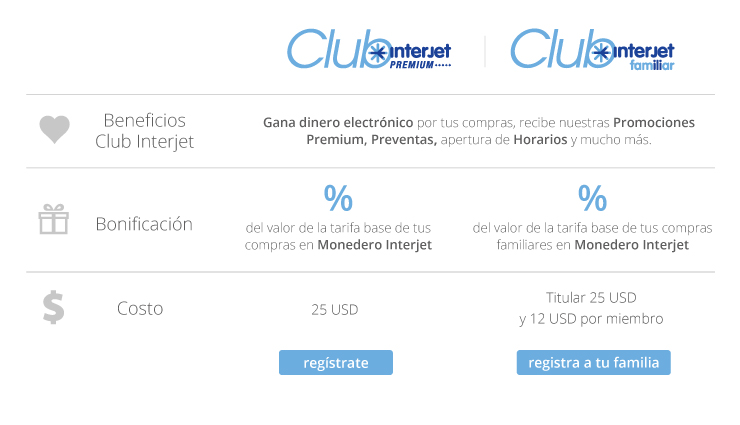 Club interjet PREMIUM
Club interjet familiar
Beneficios
Club Interjet
Gana dinero electrónico por tus compras, recibe nuestras Promociones
Premium, Preventas, apertura de Horarios y mucho más.
Bonificación
%
del valor de la tarifa base de tus
compras en Monedero Interjet
%
del valor de la tarifa base de tus compras
familiares en Monedero Interjet
$
Costo
25 USD
Titular 25 USD
y 12 USD por miembro
regístrate
registra a tu familia